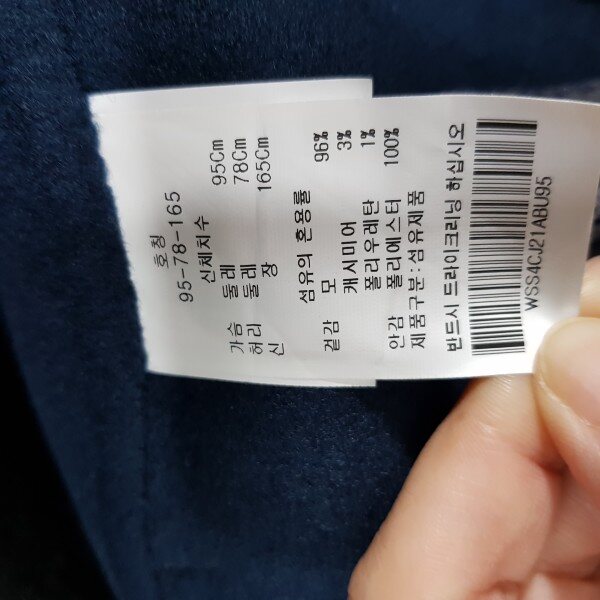 호칭
95-78-165
신체치수
가슴 둘레 95Cm
허리 둘레 78Cm
신 장 165Cm
섬유의 혼용률
겉감 모 96%
캐시미어 3%
폴리우레탄 1%
안감 폴리에스터 100%
제품구분:섬유제품
반드시 드라이크리닝 하십시오
WSS4CJ21ABU95